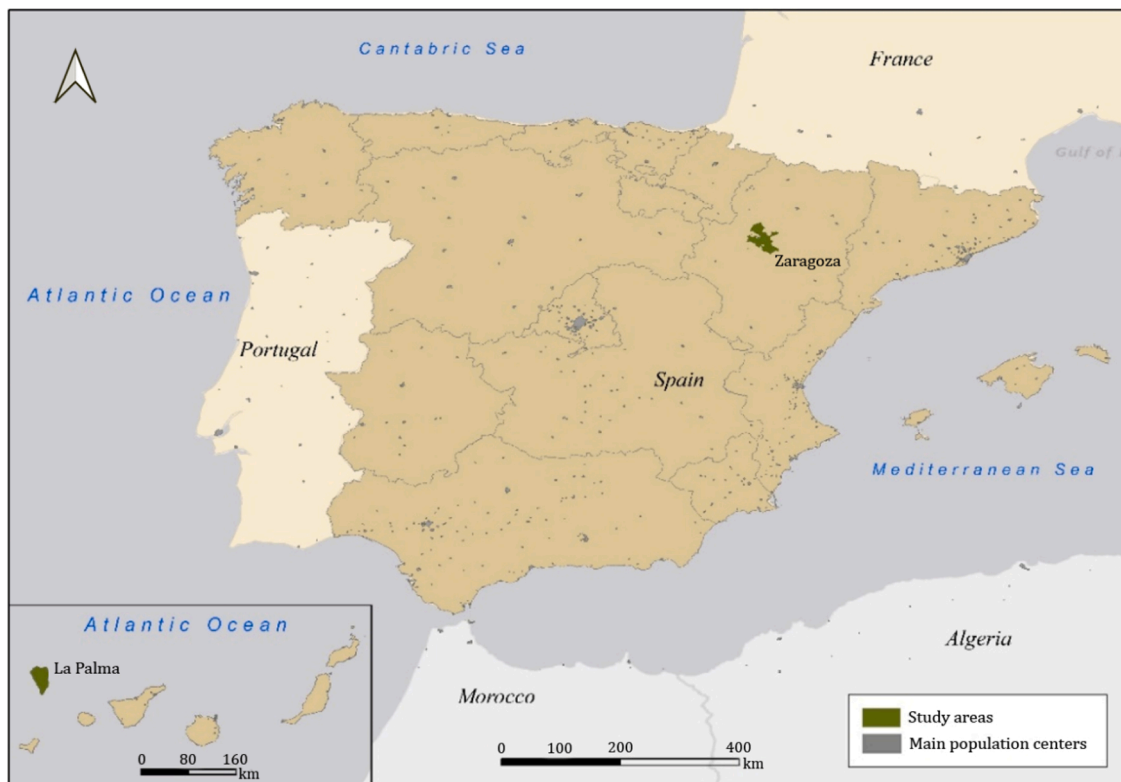 Cantabric Sea
France
Gulf of
Zaragoza
Atlantic Ocean
Portugal
Spain
Mediterranean Sea
Atlantic Ocean
La Palma
Algeria
Morocco
0 80 160
km
0 100 200 400
km
Study areas
Main population centers